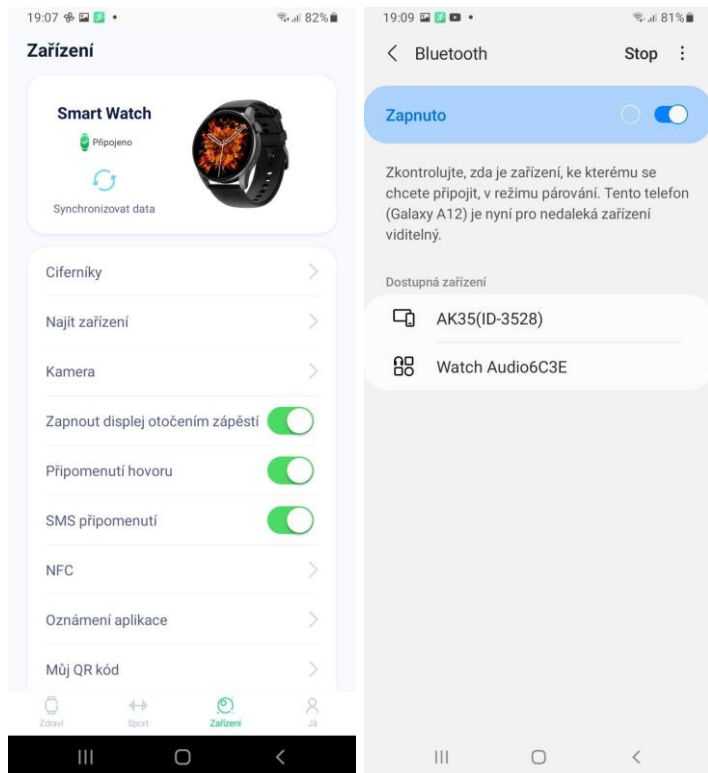 19:07 82%
Zařízení
Smart Watch
Připojeno
Synchronizovat data
Ciferníky
Najít zařízení
Kamera
Zapnout displej otočením zápěstí
Připomenutí hovoru
SMS připomenutí
NFC
Oznámení aplikace
Můj QR kód
Zdraví Sport Zařízení Já
19:09 81%
Bluetooth Stop
Zapnuto
Zkontrolujte, zda je zařízení, ke kterému se
chcete připojit, v režimu párování. Tento telefon
(Galaxy A12) je nyní pro nedaleká zařízení
viditelný.
Dostupná zařízení
AK35(ID-3528)
Watch Audio6C3E